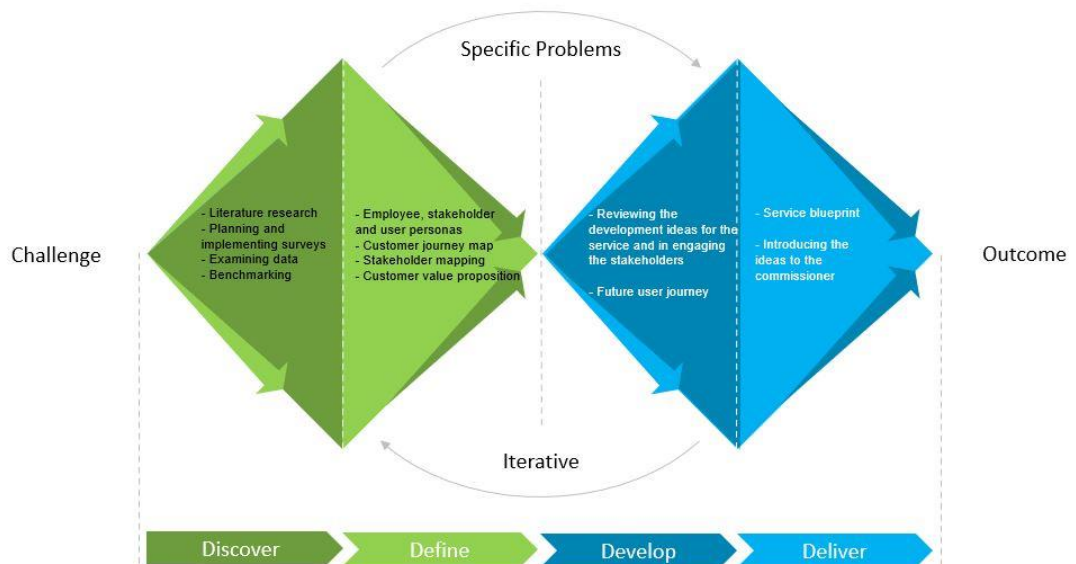 Specific Problems
Challenge
- Literature research
- Planning and
implementing surveys
- Examining data
- Benchmarking
- Employee, stakeholder
and user personas
- Customer journey map
- Stakeholder mapping
- Customer value proposition
- Reviewing the
development ideas for the
service and in engaging
the stakeholders
- Future user journey
- Service blueprint
- Introducing the
ideas to the
commissioner
Outcome
Iterative
Discover
Define
Develop
Deliver